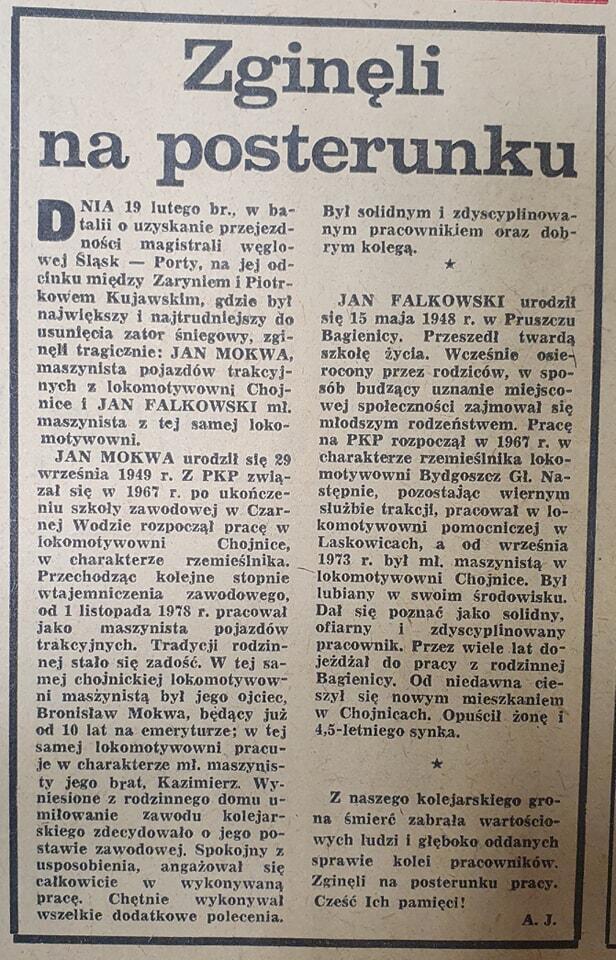 Zginęli
na posterunku
DNIA 19 lutego br., w ba-
talii o uzyskanie przejezd-
ności magistrali węglo-
wej Śląsk — Porty, na jej od-
cinku między Zaryniem i Piotr-
kowem Kujawskim, gdzie był
największy i najtrudniejszy do
usunięcia zator śniegowy, zgi-
nęli tragicznie: JAN MOKWA,
maszynista pojazdów trakcyj-
nych z lokomotywowni Choj-
nice i JAN FALKOWSKI mł.
maszynista z tej samej loko-
motywowni.
JAN MOKWA urodził się 29
września 1949 r. Z PKP zwią-
zał się w 1967 r. po ukończe-
niu szkoły zawodowej w Czar-
nej Wodzie rozpoczął pracę w
lokomotywowni Chojnice,
w charakterze rzemieślnika.
Przechodząc kolejne stopnie
wtajemniczenia zawodowego,
od 1 listopada 1978 r. pracował
jako maszynista pojazdów
trakcyjnych. Tradycji rodzin-
nej stało się zadość. W tej sa-
mej chojnickiej lokomotywow-
ni maszynistą był jego ojciec,
Bronisław Mokwa, będący już
od 10 lat na emeryturze; w tej
samej lokomotywowni pracu-
je w charakterze mł. maszynis-
ty jego brat, Kazimierz. Wy-
niesione z rodzinnego domu u-
miłowanie zawodu kolejar-
skiego zdecydowało o jego po-
stawie zawodowej. Spokojny z
usposobienia, angażował się
całkowicie w wykonywaną
pracę. Chętnie wykonywał
wszelkie dodatkowe polecenia.
Był solidnym i zdyscyplinowa-
nym pracownikiem oraz dob-
rym kolegą.
★
JAN FALKOWSKI urodził
się 15 maja 1948 r. w Pruszczu
Bagienicy. Przeszedł twardą
szkołę życia. Wcześnie osie-
rocony przez rodziców, w spo-
sób budzący uznanie miejsco-
wej społeczności zajmował się
młodszym rodzeństwem. Pracę
na PKP rozpoczął w 1967 r. w
charakterze rzemieślnika loko-
motywowni Bydgoszcz Gł. Na-
stępnie, pozostając wiernym
służbie trakcji, pracował w lo-
komotywowni pomocniczej w
Laskowicach, a od września
1973 r. był mł. maszynistą w
lokomotywowni Chojnice. Był
lubiany w swoim środowisku.
Dał się poznać jako solidny,
ofiarny i zdyscyplinowany
pracownik. Przez wiele lat do-
jeżdżał do pracy z rodzinnej
Bagienicy. Od niedawna cie-
szył się nowym mieszkaniem
w Chojnicach. Opuścił żonę i
4,5-letniego synka.
★
Z naszego kolejarskiego gro-
na śmierć zabrała wartościo-
wych ludzi i głęboko oddanych
sprawie kolei pracowników.
Zginęli na posterunku pracy.
Cześć Ich pamięci!
A. J.